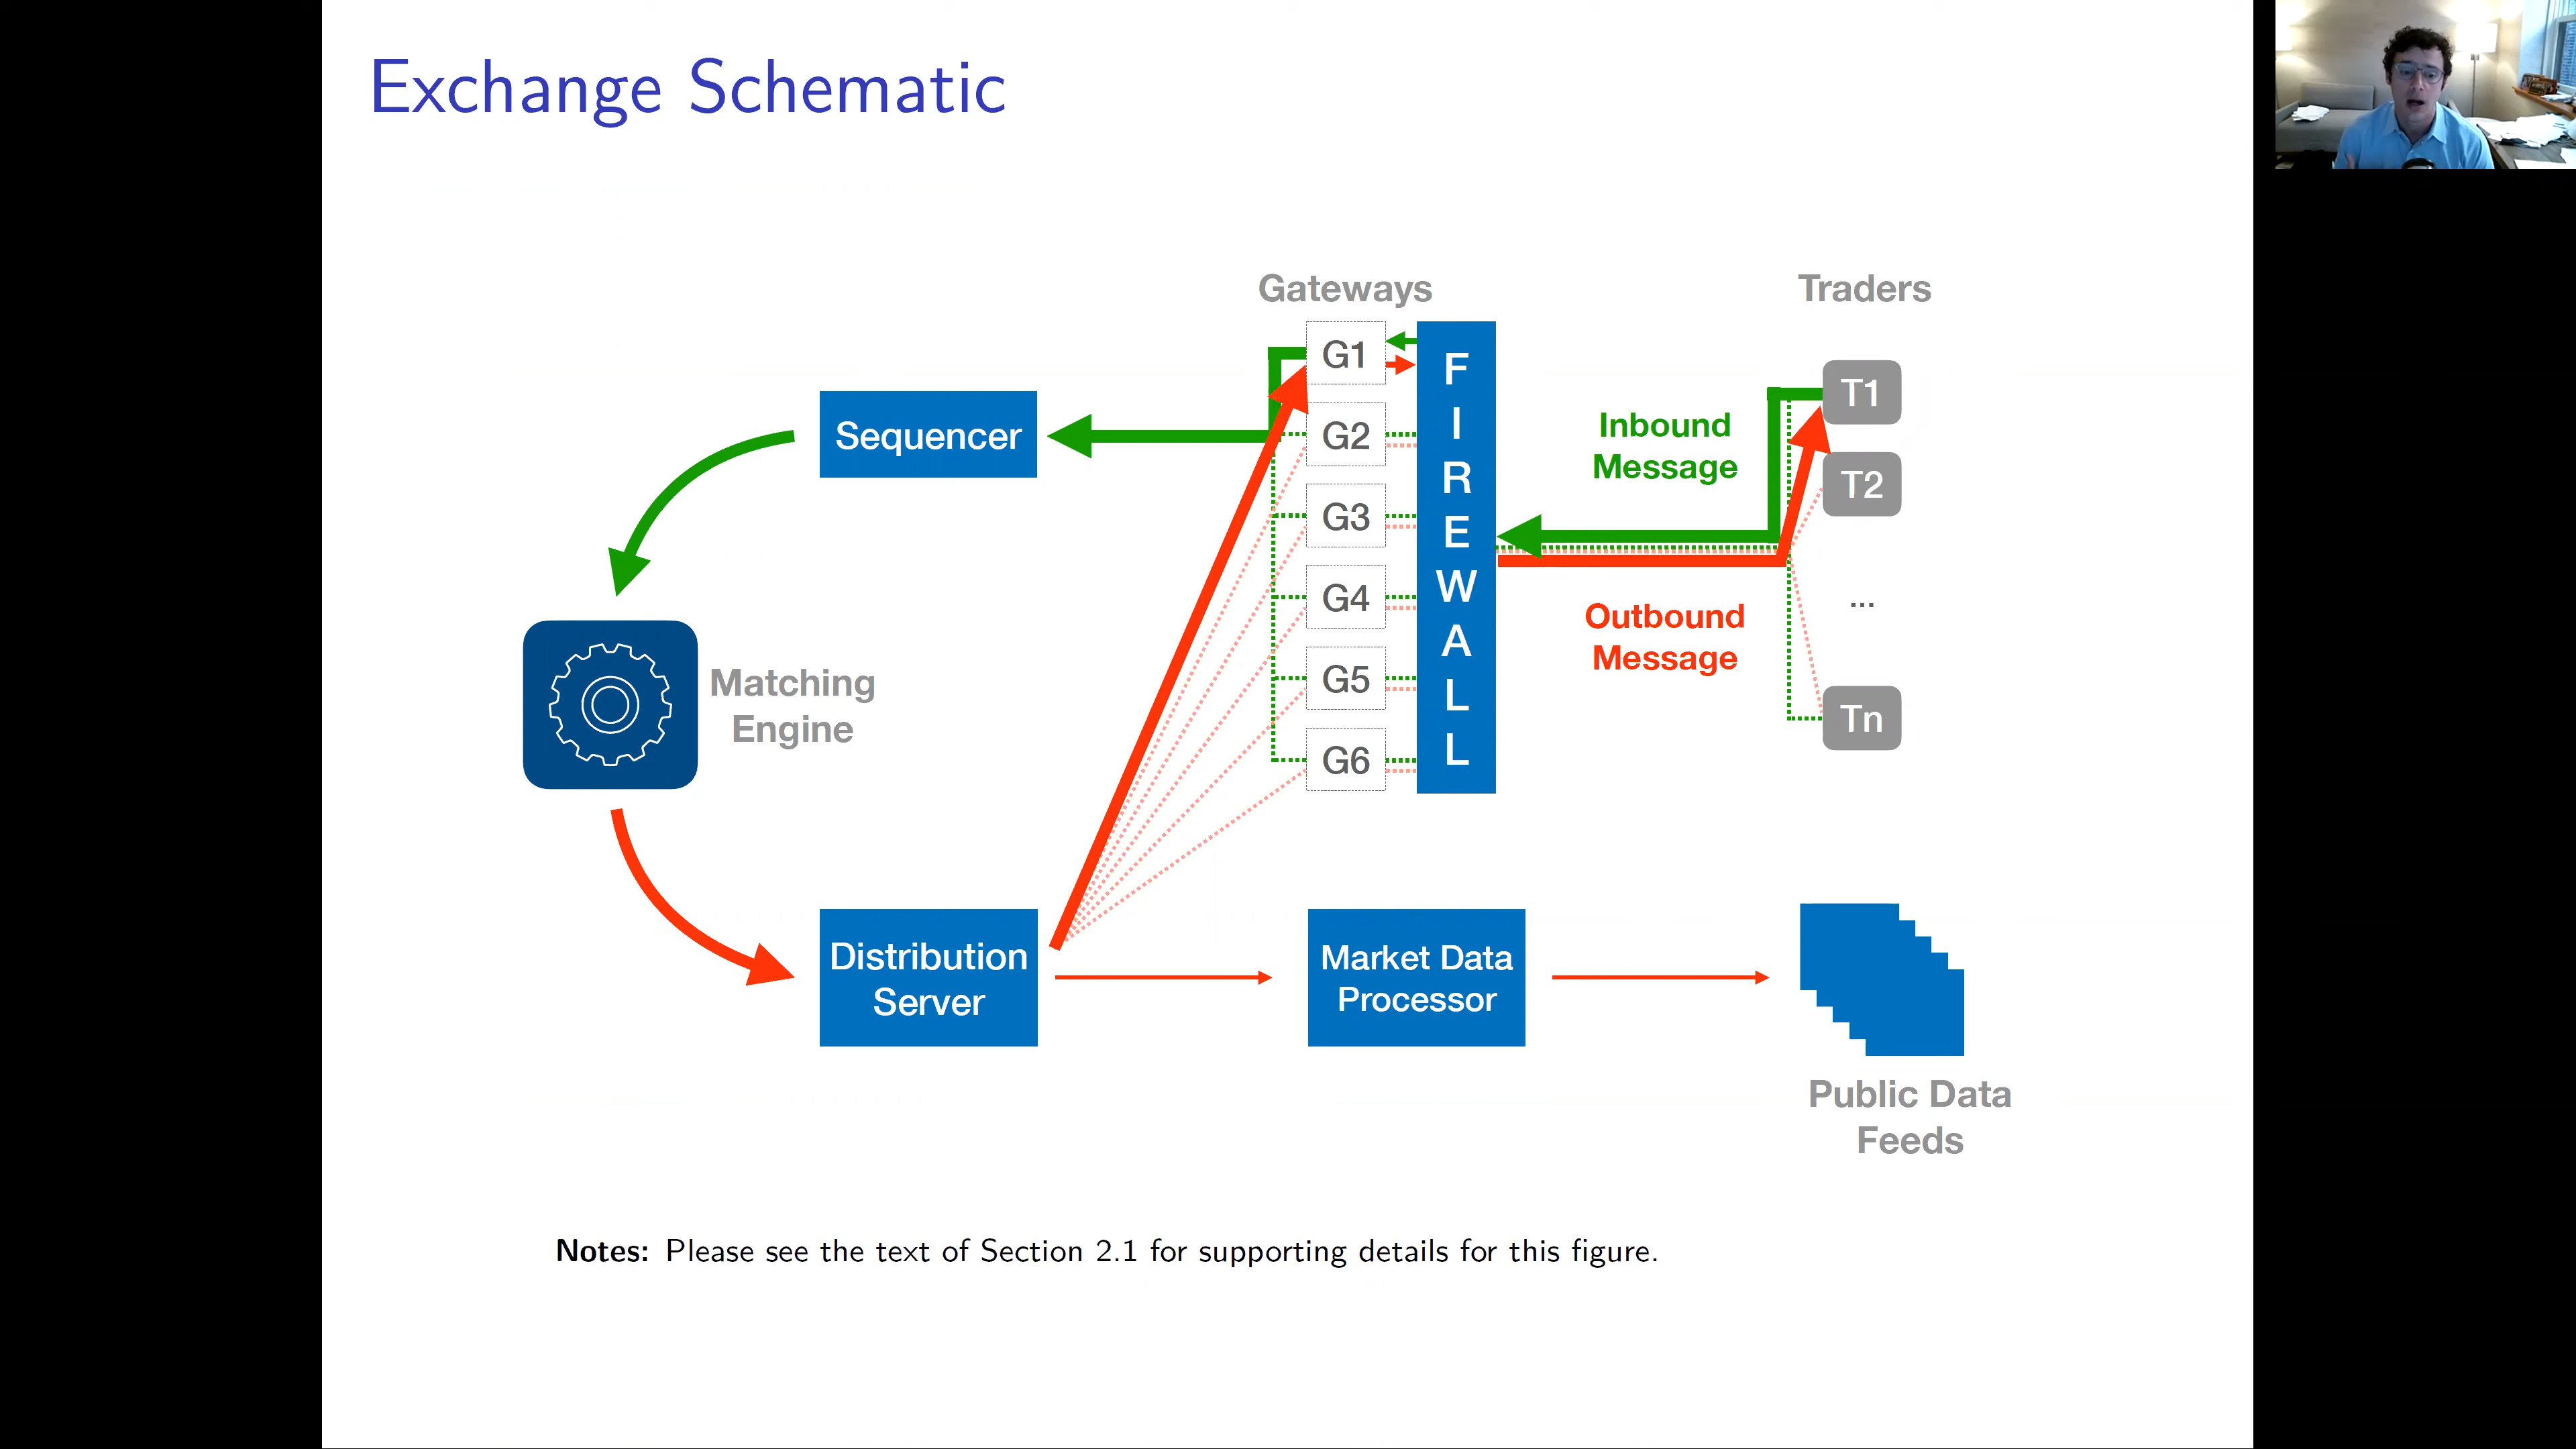 Exchange Schematic
Gateways
Traders
G1
G2
G3
G4
G5
G6
F
I
R
E
W
A
L
L
Sequencer
Inbound
Message
Outbound
Message
T1
T2
...
Tn
Matching
Engine
Distribution
Server
Market Data
Processor
Public Data
Feeds
Notes: Please see the text of Section 2.1 for supporting details for this figure.